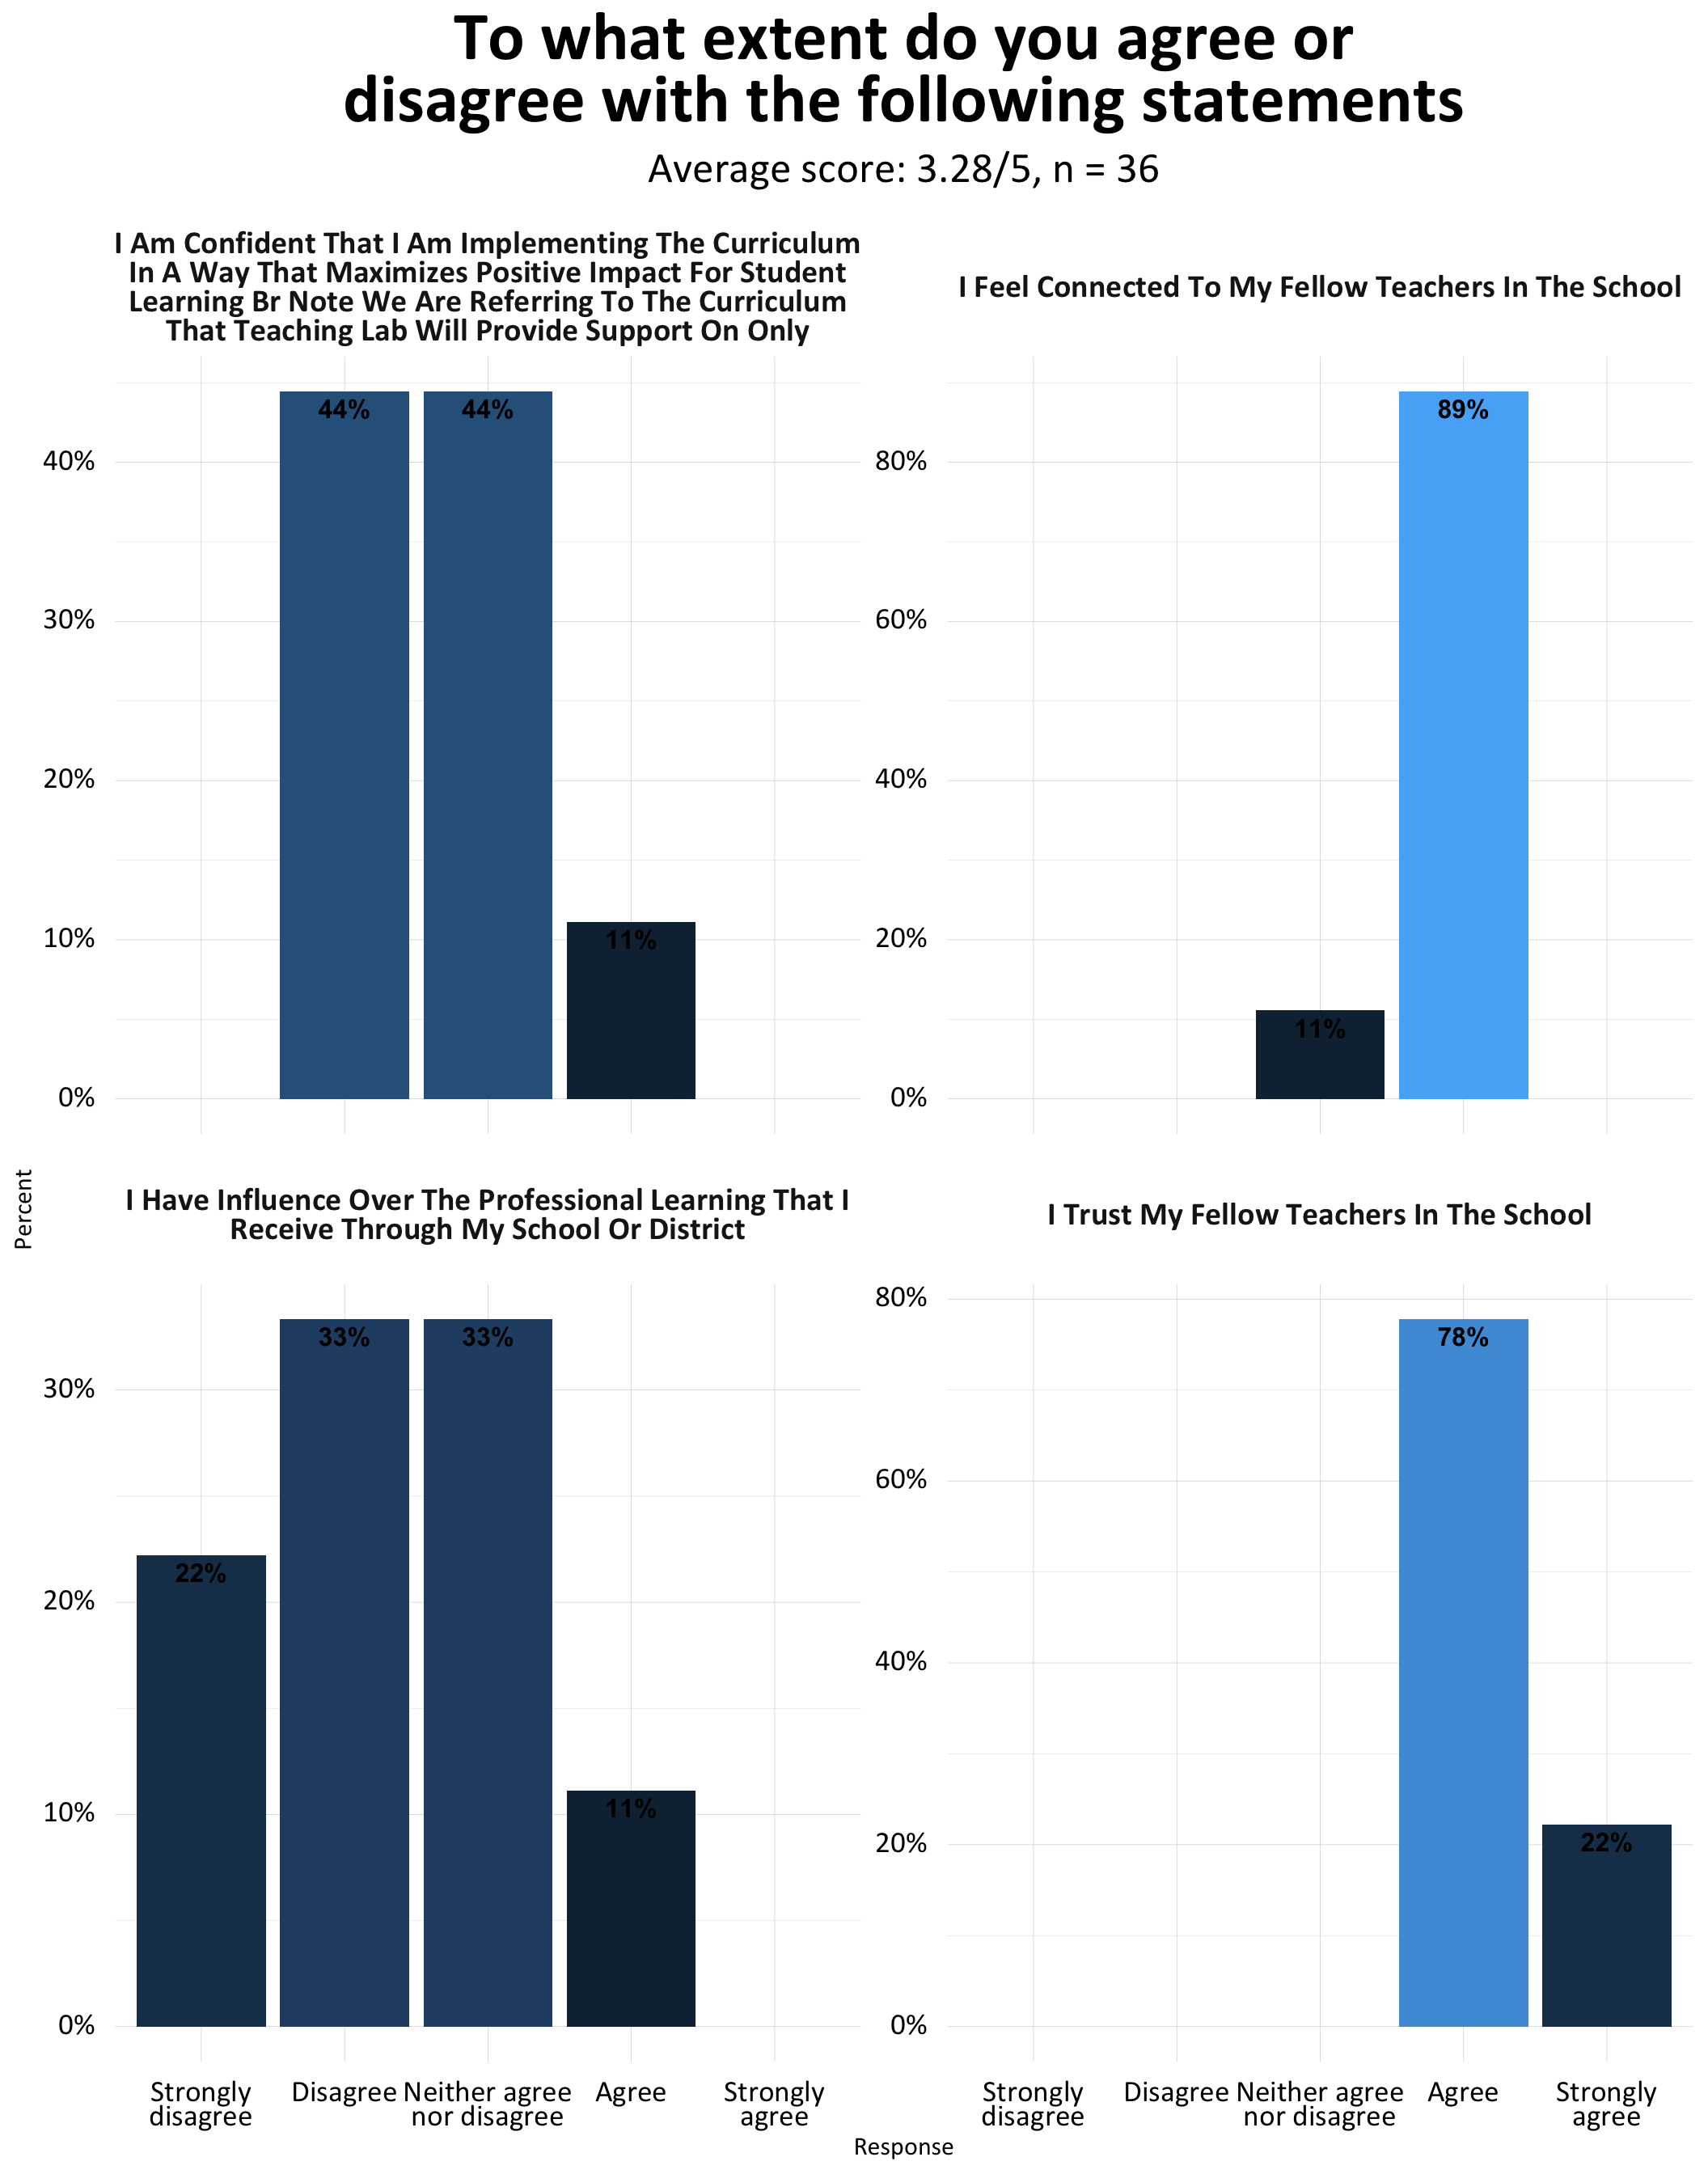 To what extent do you agree or
disagree with the following statements
Average score: 3.28/5, n = 36
I Am Confident That I Am Implementing The Curriculum
In A Way That Maximizes Positive Impact For Student
Learning Br Note We Are Referring To The Curriculum
That Teaching Lab Will Provide Support On Only
44%
44%
11%
40%
30%
20%
10%
0%
I Feel Connected To My Fellow Teachers In The School
89%
11%
80%
60%
40%
20%
0%
Percent
I Have Influence Over The Professional Learning That I
Receive Through My School Or District
22%
33%
33%
11%
30%
20%
10%
0%
Strongly
disagree
Disagree
Neither agree
nor disagree
Agree
Strongly
agree
I Trust My Fellow Teachers In The School
78%
22%
80%
60%
40%
20%
0%
Strongly
disagree
Disagree
Neither agree
nor disagree
Agree
Strongly
agree
Response